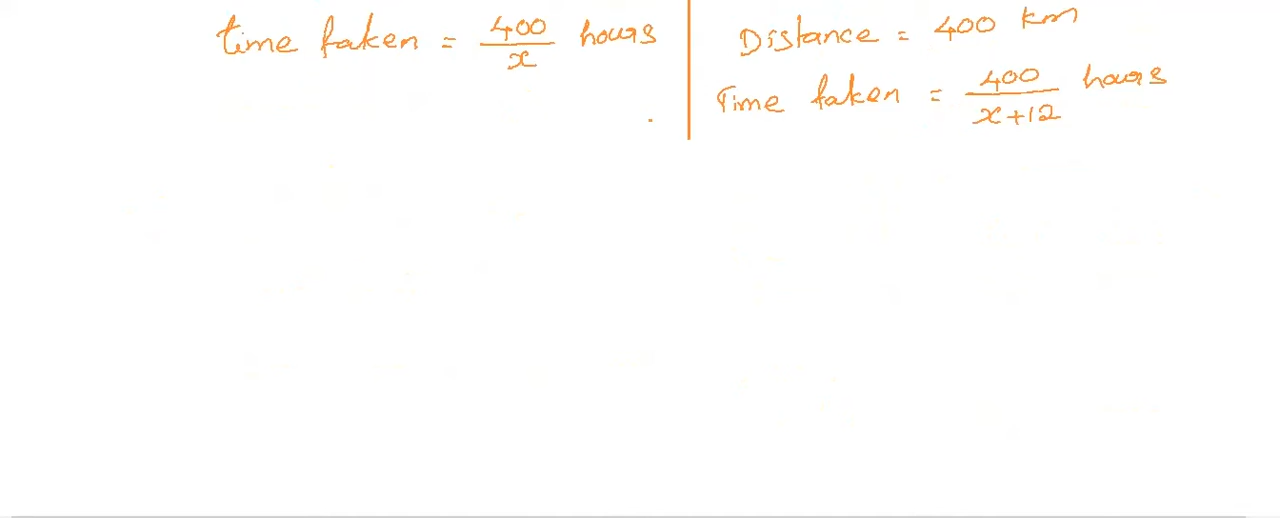 time taken = 400/x hours
Distance = 400 km
Time taken = 400/(x+12) hours